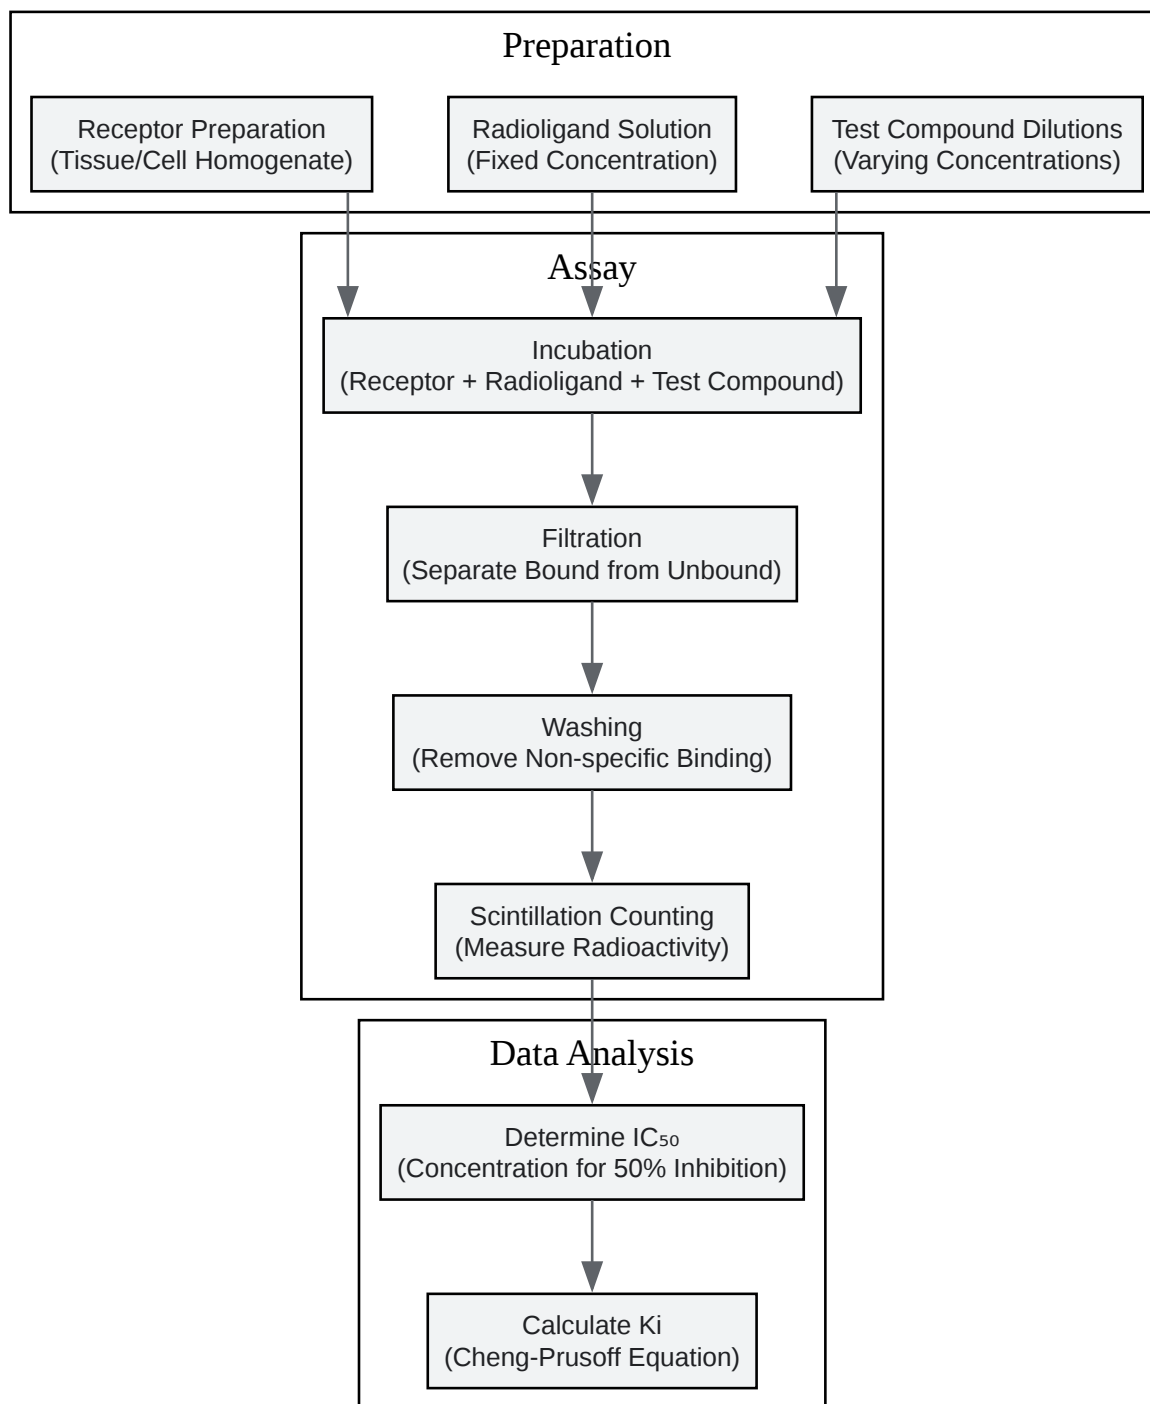 Preparation
Receptor Preparation
(Tissue/Cell Homogenate)
Radioligand Solution
(Fixed Concentration)
Test Compound Dilutions
(Varying Concentrations)
Assay
Incubation
(Receptor + Radioligand + Test Compound)
Filtration
(Separate Bound from Unbound)
Washing
(Remove Non-specific Binding)
Scintillation Counting
(Measure Radioactivity)
Data Analysis
Determine IC₅₀
(Concentration for 50% Inhibition)
Calculate Ki
(Cheng-Prusoff Equation)